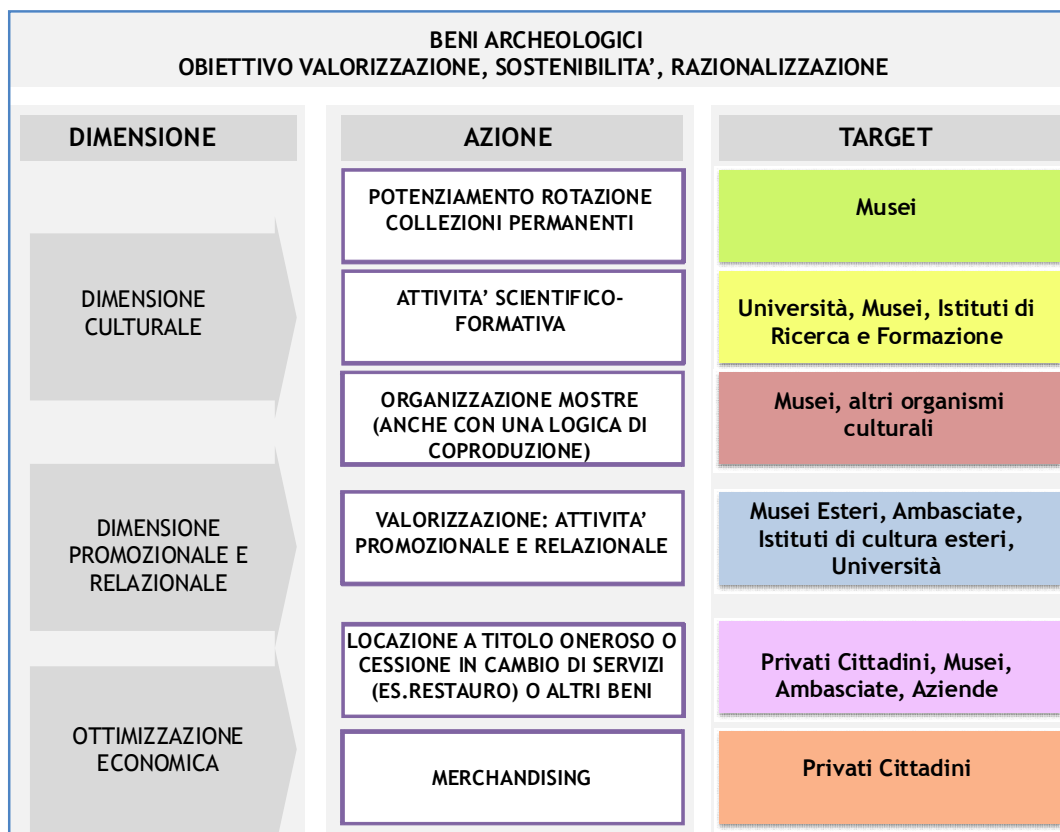 BENI ARCHEOLOGICI
OBIETTIVO VALORIZZAZIONE, SOSTENIBILITA’, RAZIONALIZZAZIONE
DIMENSIONE
AZIONE
TARGET
DIMENSIONE
CULTURALE
POTENZIAMENTO ROTAZIONE
COLLEZIONI PERMANENTI
Musei
ATTIVITA’ SCIENTIFICO-
FORMATIVA
Università, Musei, Istituti di
Ricerca e Formazione
ORGANIZZAZIONE MOSTRE
(ANCHE CON UNA LOGICA DI
COPRODUZIONE)
Musei, altri organismi
culturali
DIMENSIONE
PROMOZIONALE E
RELAZIONALE
VALORIZZAZIONE: ATTIVITA’
PROMOZIONALE E RELAZIONALE
Musei Esteri, Ambasciate,
Istituti di cultura esteri,
Università
OTTIMIZZAZIONE
ECONOMICA
LOCAZIONE A TITOLO ONEROSO O
CESSIONE IN CAMBIO DI SERVIZI
(ES.RESTAURO) O ALTRI BENI
Privati Cittadini, Musei,
Ambasciate, Aziende
MERCHANDISING
Privati Cittadini